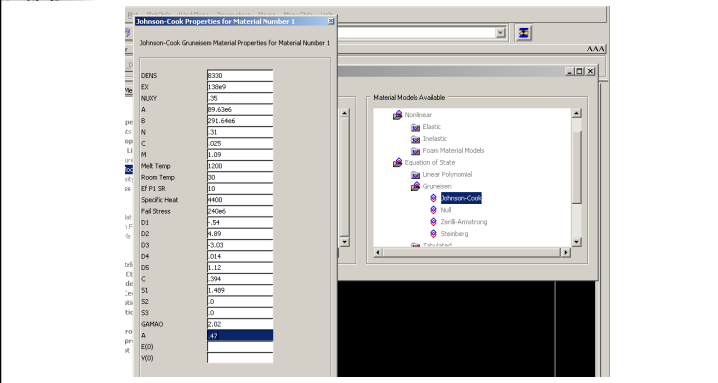 Johnson-Cook Properties for Material Number 1
AAA
Johnson-Cook Gruneisen Material Properties for Material Number 1
DENS 8330
EX 138e9
NUXY .35
A 89.63e6
B 291.64e6
N .31
C .025
M 1.09
Melt Temp 1200
Room Temp 30
Ef P1 SR 10
Specific Heat 4400
Fail Stress 240e6
D1 -.54
D2 4.89
D3 -3.03
D4 .014
D5 1.12
C .394
S1 1.489
S2 .0
S3 .0
GAMAO 2.02
A .47
E(0)
V(0)
Material Models Available
Nonlinear
Elastic
Inelastic
Foam Material Models
Equation of State
Linear Polynomial
Gruneisen
Johnson-Cook
Null
Zerilli-Armstrong
Steinberg
Tabulated